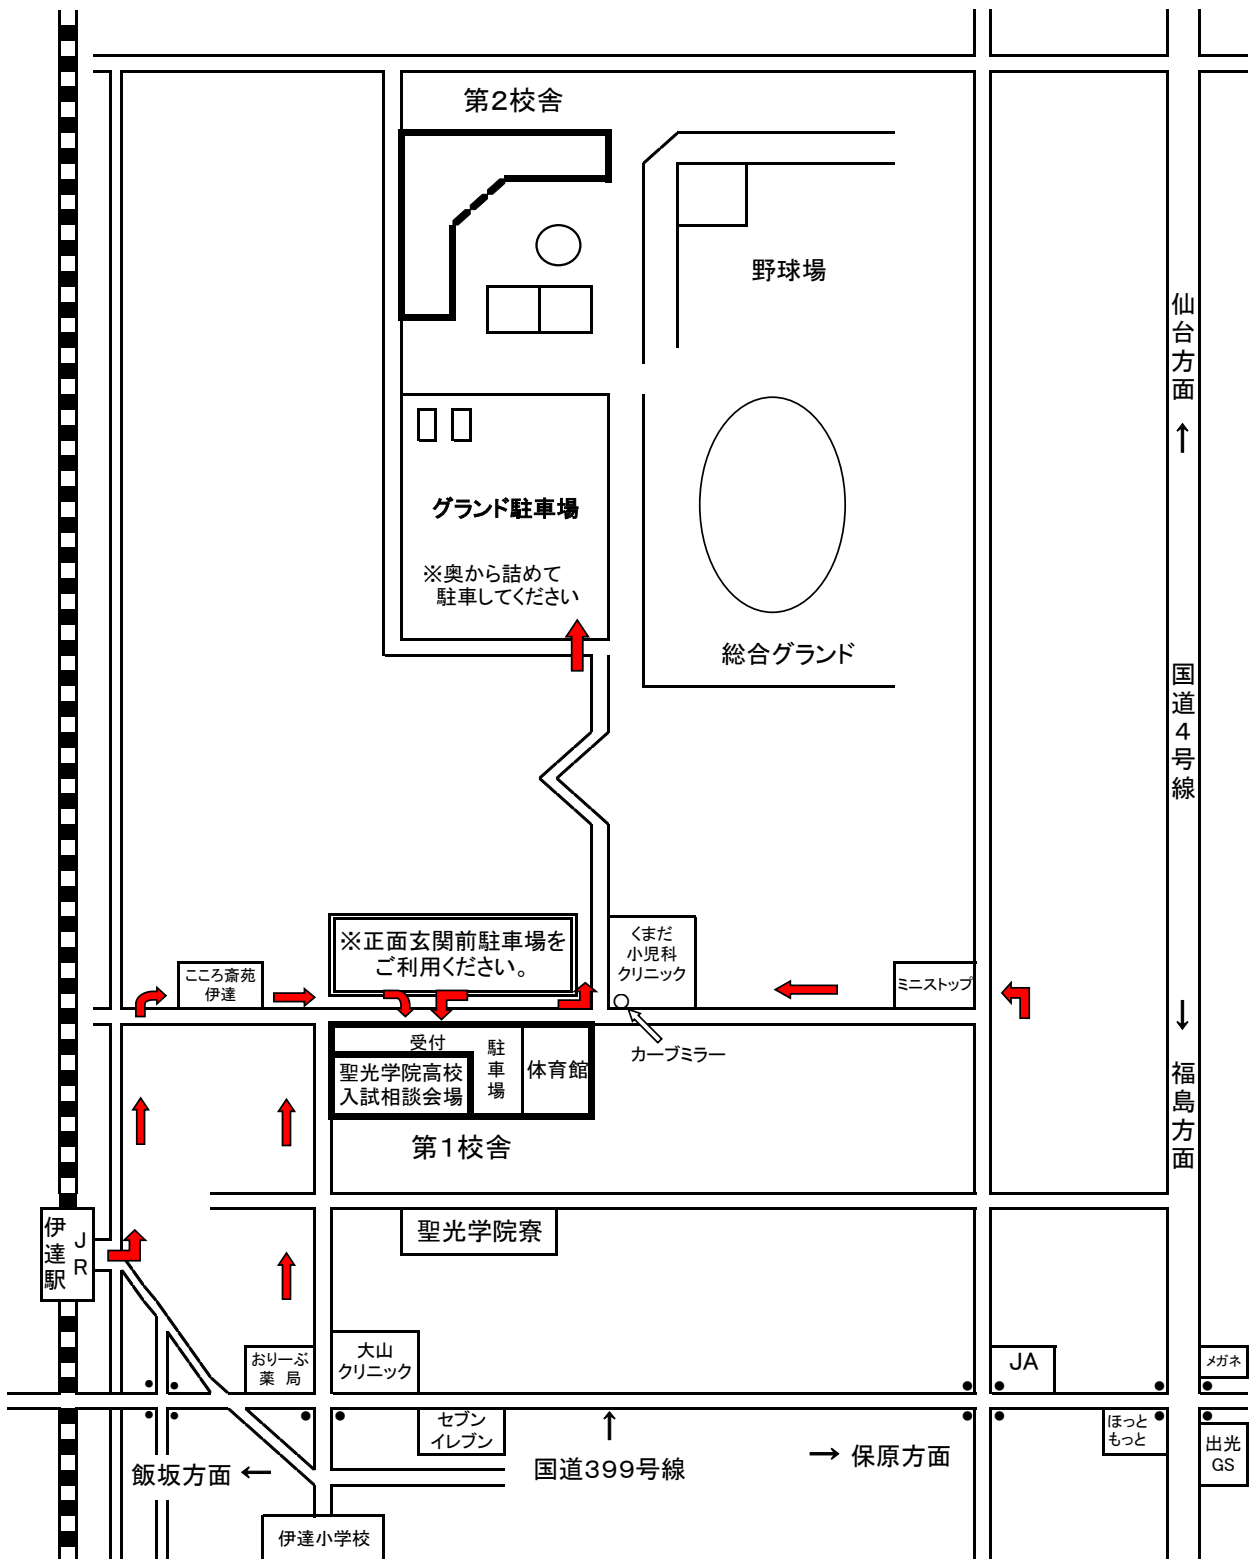 第2校舎
野球場
仙台方面
↑
グランド駐車場
※奥から詰めて
駐車してください
総合グランド
国道4号線
※正面玄関前駐車場を
ご利用ください。
くまだ
小児科
クリニック
こころ斎苑
伊達
ミニストップ
↓
福島方面
カーブミラー
受付
駐車場
体育館
聖光学院高校
入試相談会場
第1校舎
聖光学院寮
JR
伊達駅
おりーぶ
薬 局
大山
クリニック
JA
メガネ
セブン
イレブン
↑
国道399号線
→ 保原方面
ほっと
もっと
出光
GS
飯坂方面 ←
伊達小学校